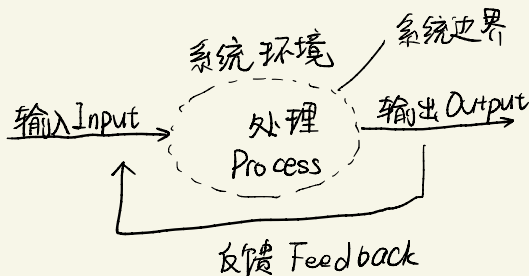 系统环境
系统边界
输入Input
处理
Process
输出Output
反馈 Feedback